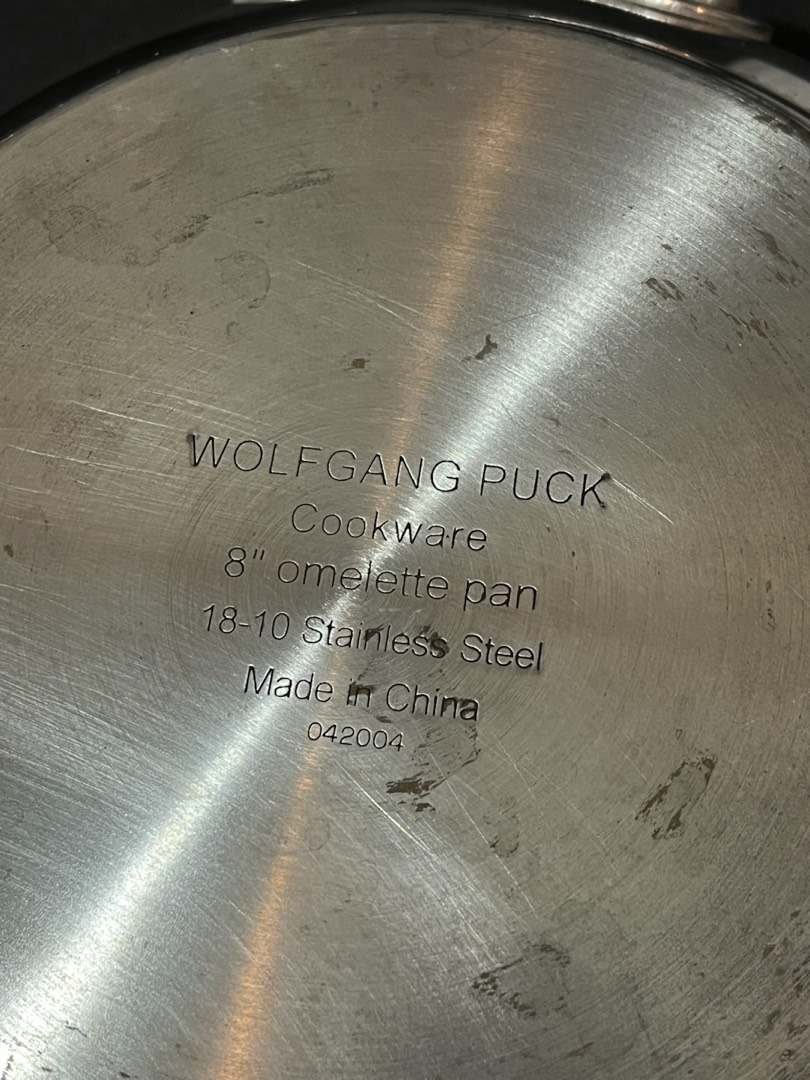 WOLFGANG PUCK
Cookware
8" omelette pan
18-10 Stainless Steel
Made in China
042004